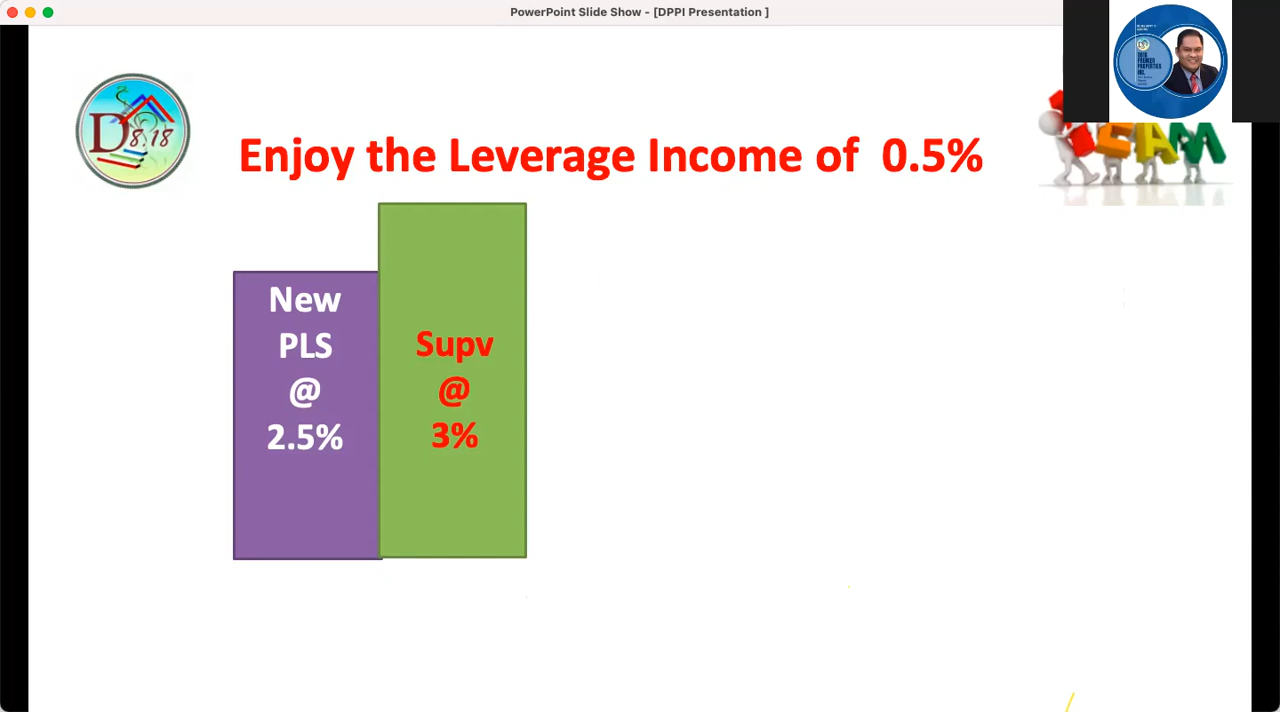 PowerPoint Slide Show - [DPPI Presentation ]
D 8.18
Enjoy the Leverage Income of 0.5%
TEAM
New
PLS
@
2.5%
Supv
@
3%